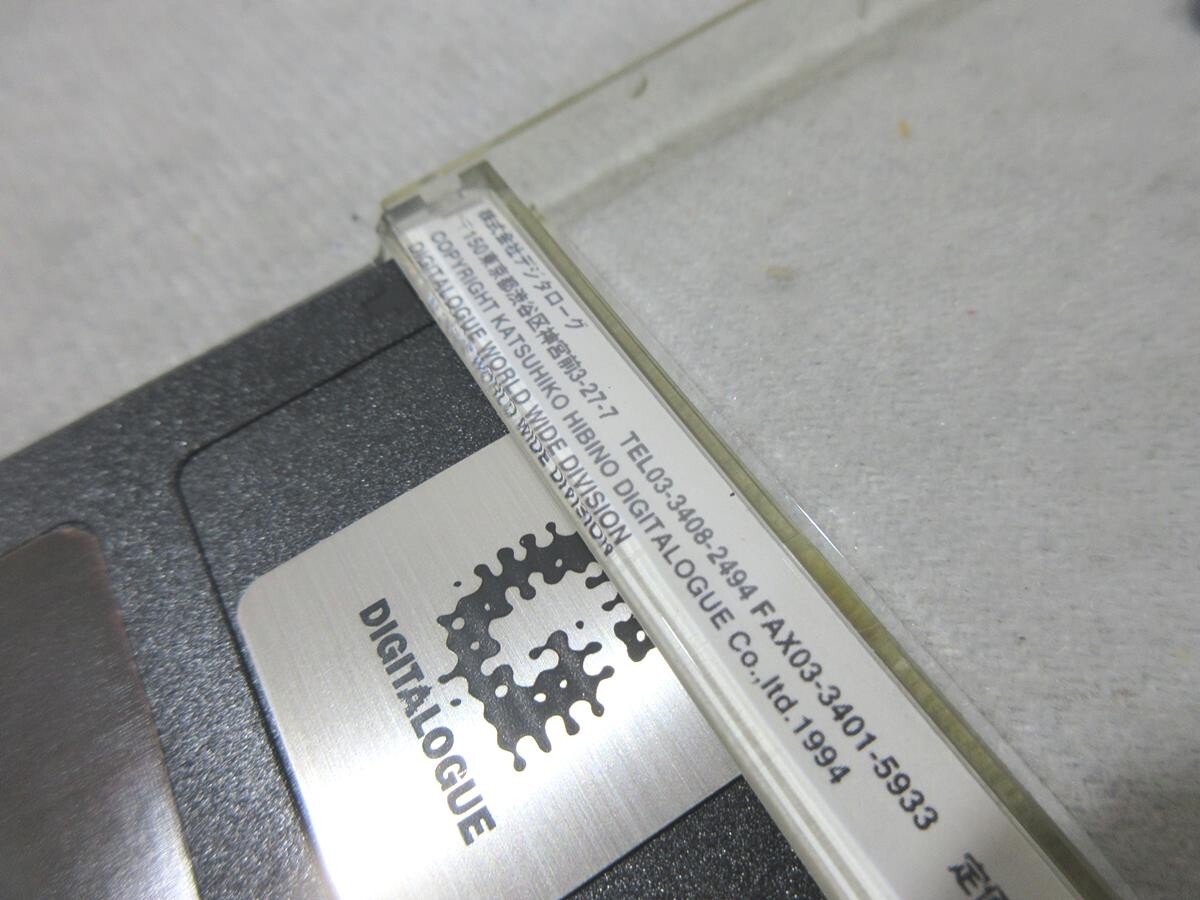 株式会社デジタローグ
〒150東京都渋谷区神宮前3-27-7 TEL03-3408-2494 FAX03-3401-5933
COPYRIGHT KATSUHIKO HIBINO DIGITALOGUE Co.,ltd.1994
DIGITALOGUE WORLD WIDE DIVISION
定
DIGITALOGUE